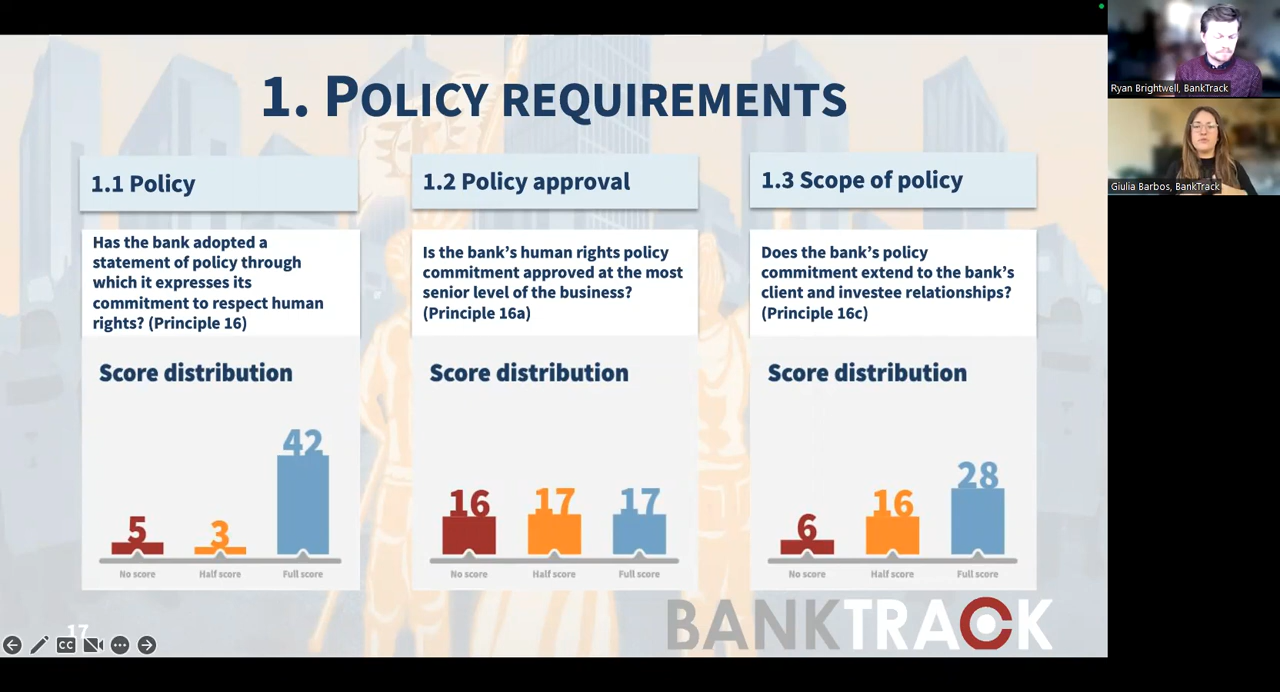 1. POLICY REQUIREMENTS
1.1 Policy
Has the bank adopted a
statement of policy through
which it expresses its
commitment to respect human
rights? (Principle 16)
Score distribution
42
5
3
No score
Half score
Full score
1.2 Policy approval
Is the bank’s human rights policy
commitment approved at the most
senior level of the business?
(Principle 16a)
Score distribution
16
17
17
No score
Half score
Full score
1.3 Scope of policy
Does the bank’s policy
commitment extend to the bank’s
client and investee relationships?
(Principle 16c)
Score distribution
28
16
6
No score
Half score
Full score
17
CC
BANKTRACK
Ryan Brightwell, BankTrack
Giulia Barbos, BankTrack